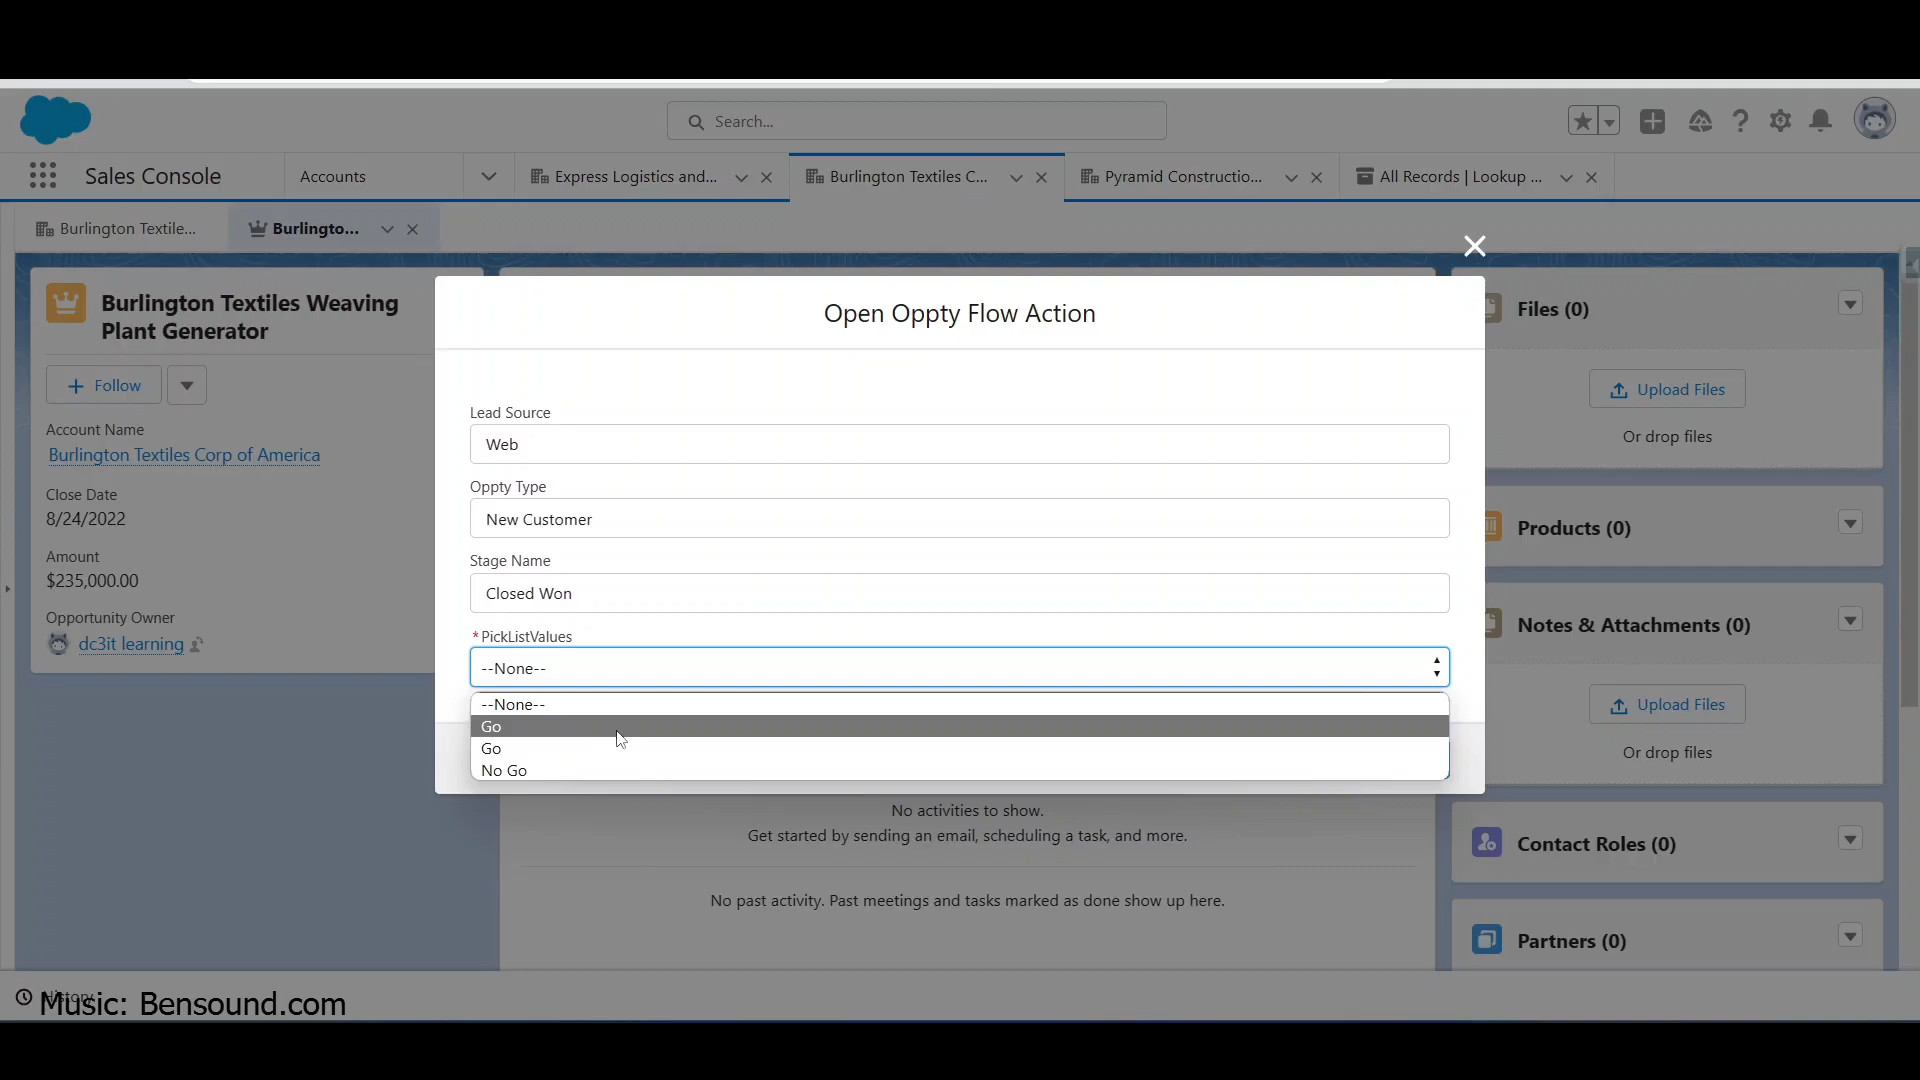 Search...
Sales Console
Accounts
Express Logistics and...
Burlington Textiles C...
Pyramid Constructio...
All Records | Lookup ...
Burlington Textile...
Burlingto...
Burlington Textiles Weaving
Plant Generator
Follow
Account Name
Burlington Textiles Corp of America
Close Date
8/24/2022
Amount
$235,000.00
Opportunity Owner
dc3it learning
Open Oppty Flow Action
Lead Source
Web
Oppty Type
New Customer
Stage Name
Closed Won
*PickListValues
--None--
--None--
Go
Go
No Go
No activities to show.
Get started by sending an email, scheduling a task, and more.
No past activity. Past meetings and tasks marked as done show up here.
Files (0)
Upload Files
Or drop files
Products (0)
Notes & Attachments (0)
Upload Files
Or drop files
Contact Roles (0)
Partners (0)
History
Music: Bensound.com